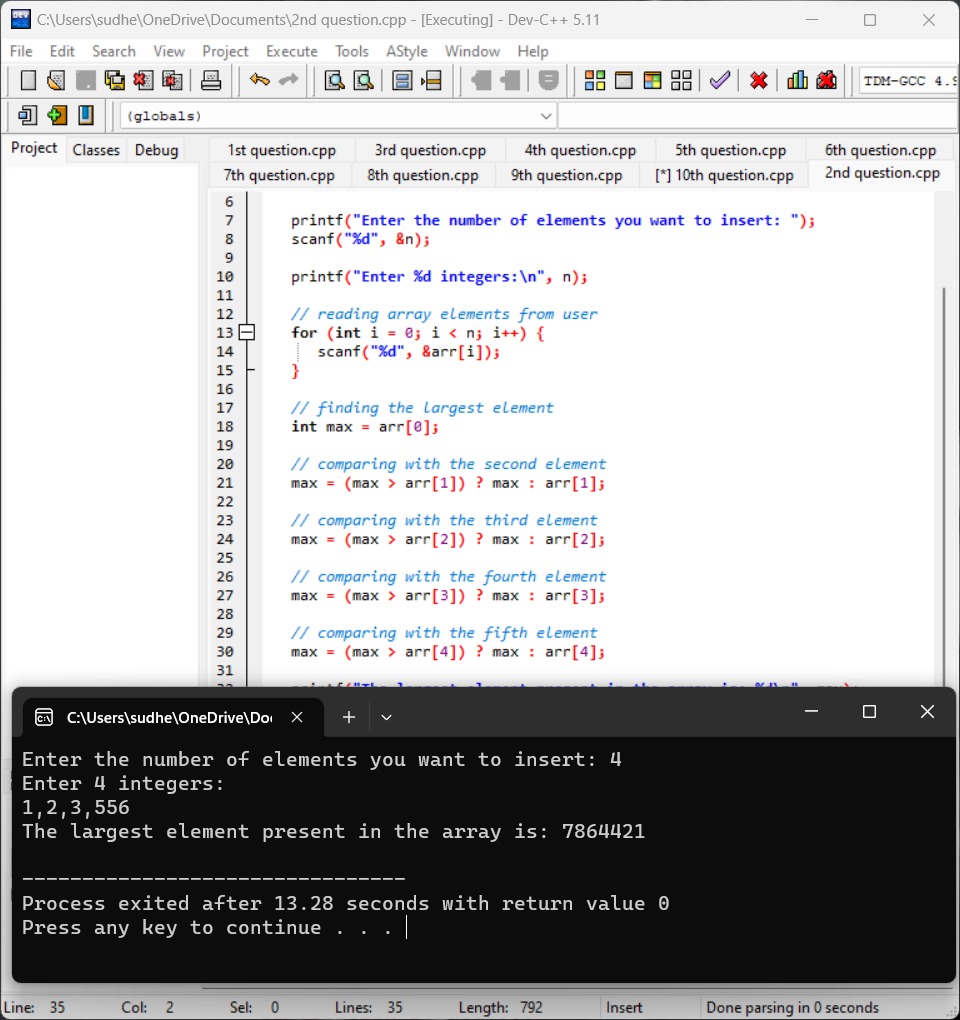 C:\Users\sudhe\OneDrive\Documents\2nd question.cpp - [Executing] - Dev-C++ 5.11
File Edit Search View Project Execute Tools AStyle Window Help
TDM-GCC 4.9
(globals)
Project Classes Debug
1st question.cpp 3rd question.cpp 4th question.cpp 5th question.cpp 6th question.cpp
7th question.cpp 8th question.cpp 9th question.cpp [*] 10th question.cpp 2nd question.cpp
6
7 printf("Enter the number of elements you want to insert: ");
8 scanf("%d", &n);
9
10 printf("Enter %d integers:\n", n);
11
12 // reading array elements from user
13 for (int i = 0; i < n; i++) {
14 scanf("%d", &arr[i]);
15 }
16
17 // finding the largest element
18 int max = arr[0];
19
20 // comparing with the second element
21 max = (max > arr[1]) ? max : arr[1];
22
23 // comparing with the third element
24 max = (max > arr[2]) ? max : arr[2];
25
26 // comparing with the fourth element
27 max = (max > arr[3]) ? max : arr[3];
28
29 // comparing with the fifth element
30 max = (max > arr[4]) ? max : arr[4];
31
C:\Users\sudhe\OneDrive\Do
Enter the number of elements you want to insert: 4
Enter 4 integers:
1,2,3,556
The largest element present in the array is: 7864421
--------------------------------
Process exited after 13.28 seconds with return value 0
Press any key to continue . . .
Line: 35 Col: 2 Sel: 0 Lines: 35 Length: 792 Insert Done parsing in 0 seconds